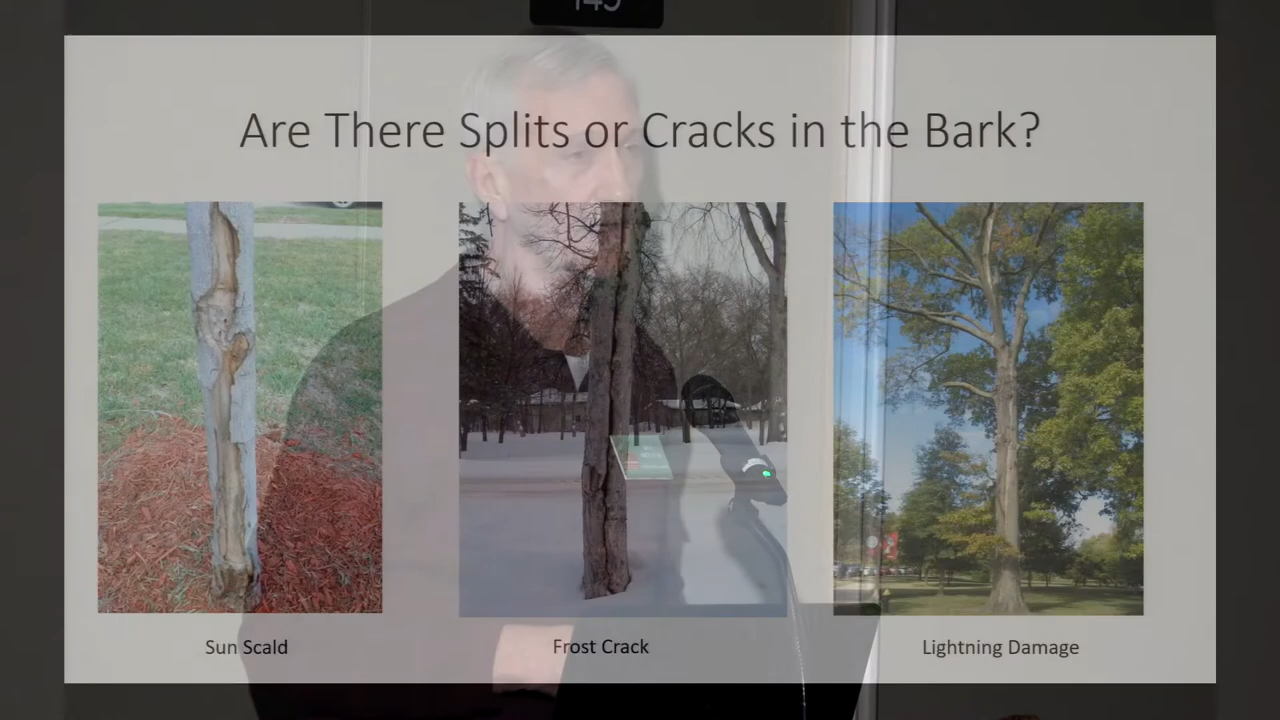 Are There Splits or Cracks in the Bark?
Sun Scald
Frost Crack
Lightning Damage